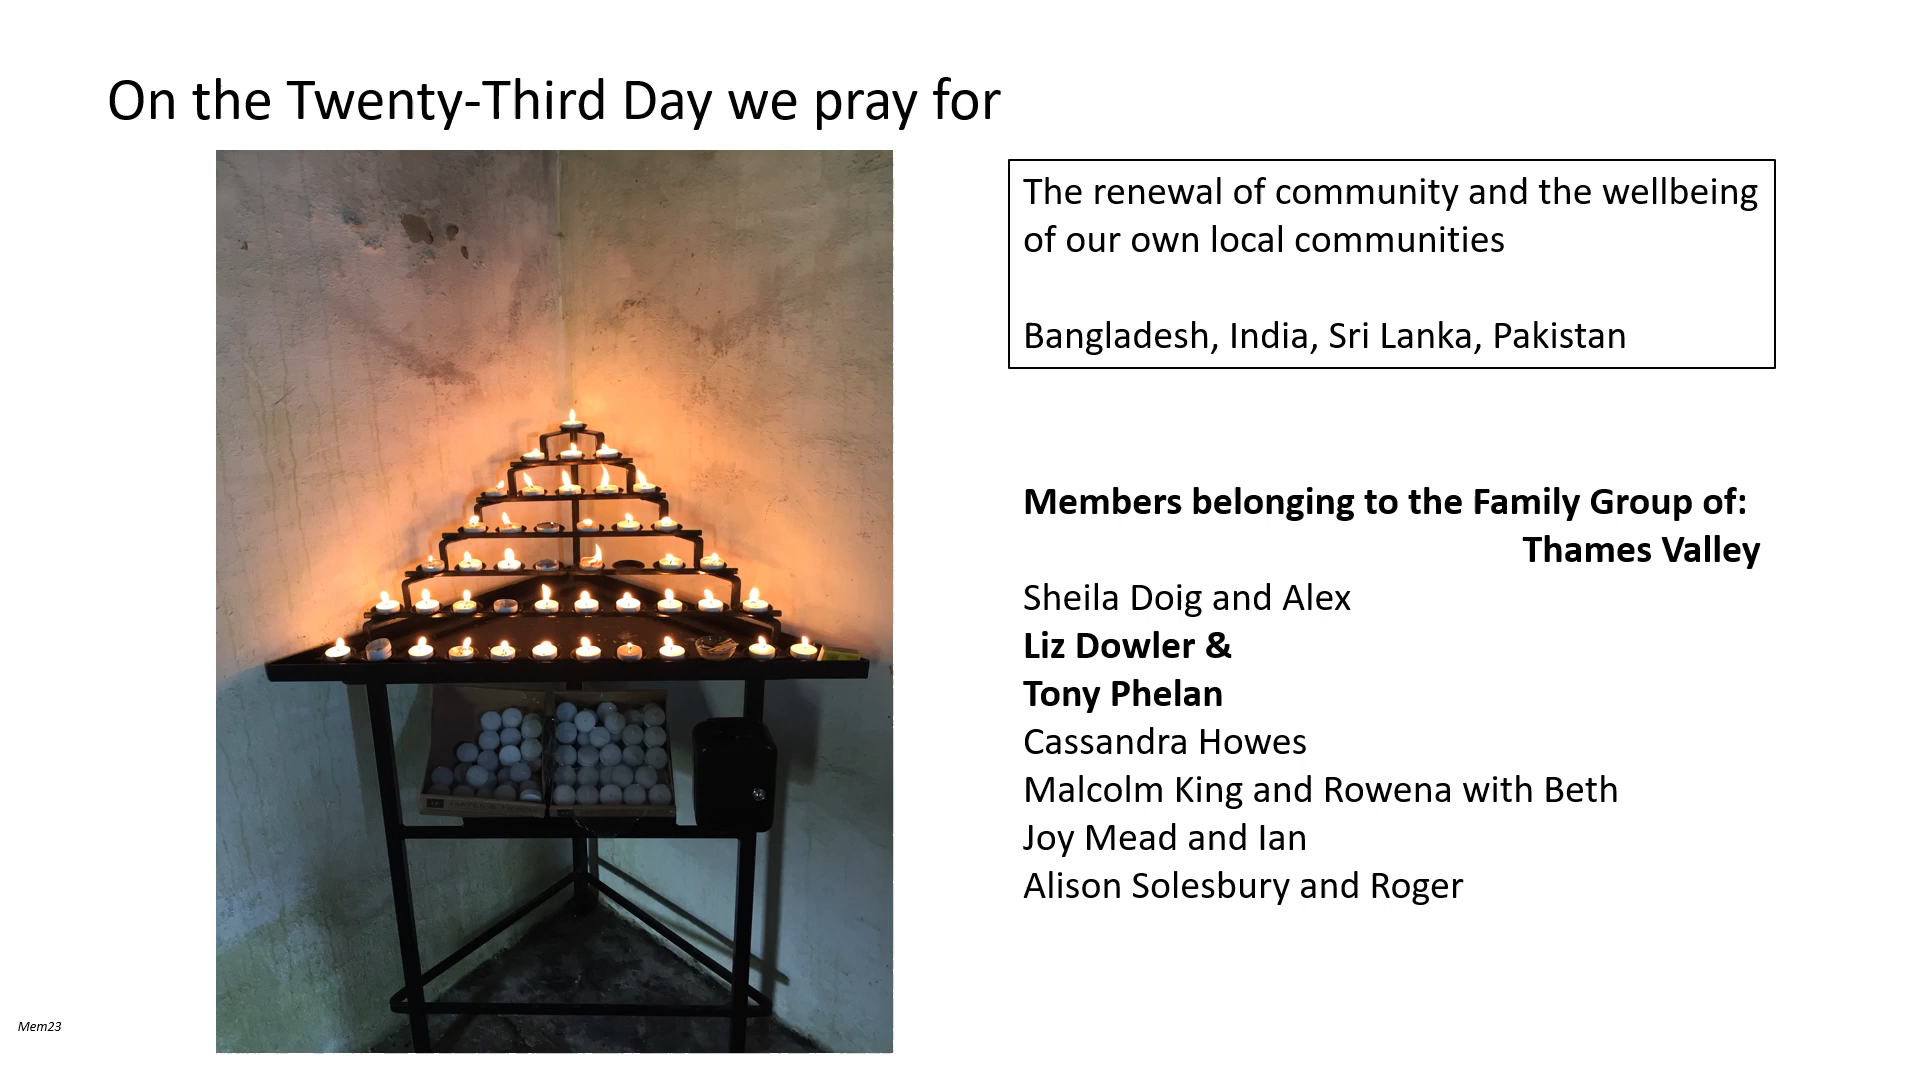 On the Twenty-Third Day we pray for
The renewal of community and the wellbeing
of our own local communities
Bangladesh, India, Sri Lanka, Pakistan
Members belonging to the Family Group of:
Thames Valley
Sheila Doig and Alex
Liz Dowler &
Tony Phelan
Cassandra Howes
Malcolm King and Rowena with Beth
Joy Mead and Ian
Alison Solesbury and Roger
Mem23